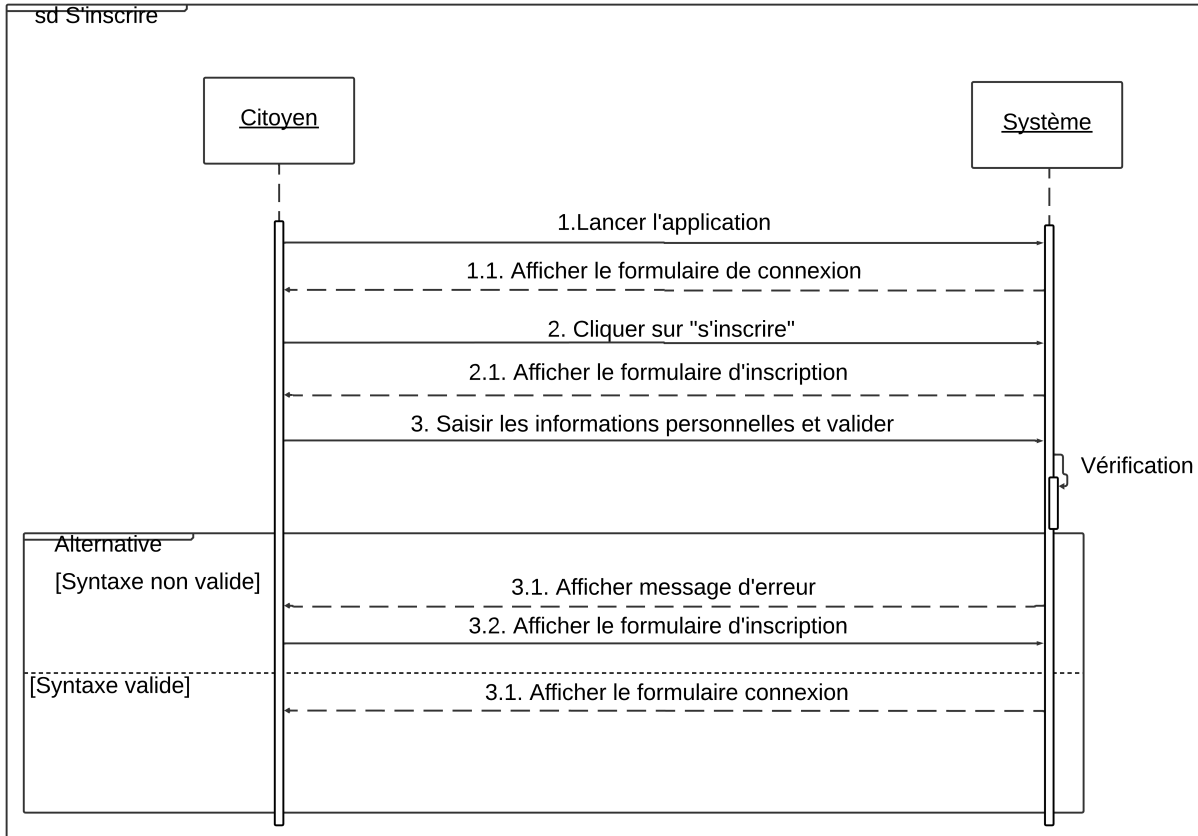 sd S'inscrire
Citoyen
Système
1.Lancer l'application
1.1. Afficher le formulaire de connexion
2. Cliquer sur "s'inscrire"
2.1. Afficher le formulaire d'inscription
3. Saisir les informations personnelles et valider
Vérification
Alternative
[Syntaxe non valide]
3.1. Afficher message d'erreur
3.2. Afficher le formulaire d'inscription
[Syntaxe valide]
3.1. Afficher le formulaire connexion